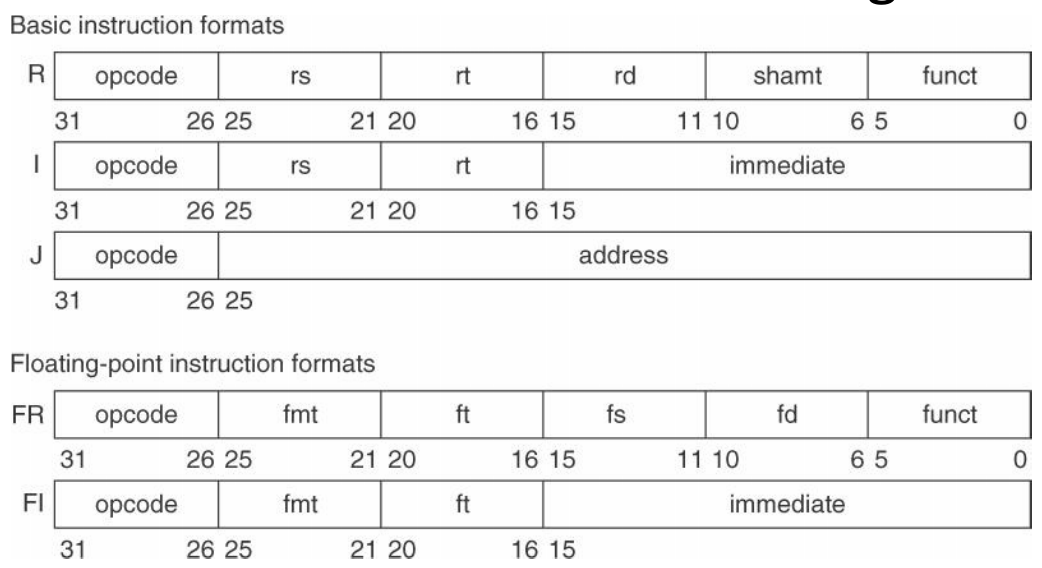 Basic instruction formats
R opcode rs rt rd shamt funct
31 26 25 21 20 16 15 11 10 6 5 0
I opcode rs rt immediate
31 26 25 21 20 16 15
J opcode address
31 26 25
Floating-point instruction formats
FR opcode fmt ft fs fd funct
31 26 25 21 20 16 15 11 10 6 5 0
FI opcode fmt ft immediate
31 26 25 21 20 16 15